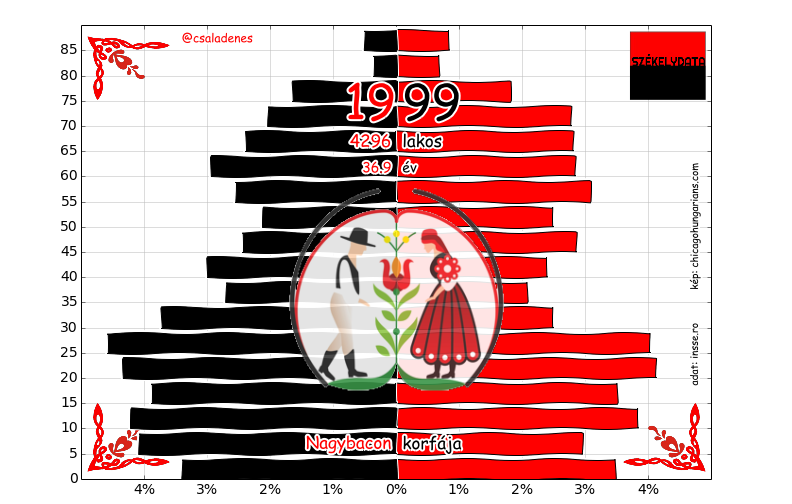 @csaladenes
SZÉKELYDATA
1999
4296 lakos
36.9 év
kép: chicagohungarians.com
adat: insse.ro
Nagybacon korfája
85
80
75
70
65
60
55
50
45
40
35
30
25
20
15
10
5
0
4% 3% 2% 1% 0% 1% 2% 3% 4%